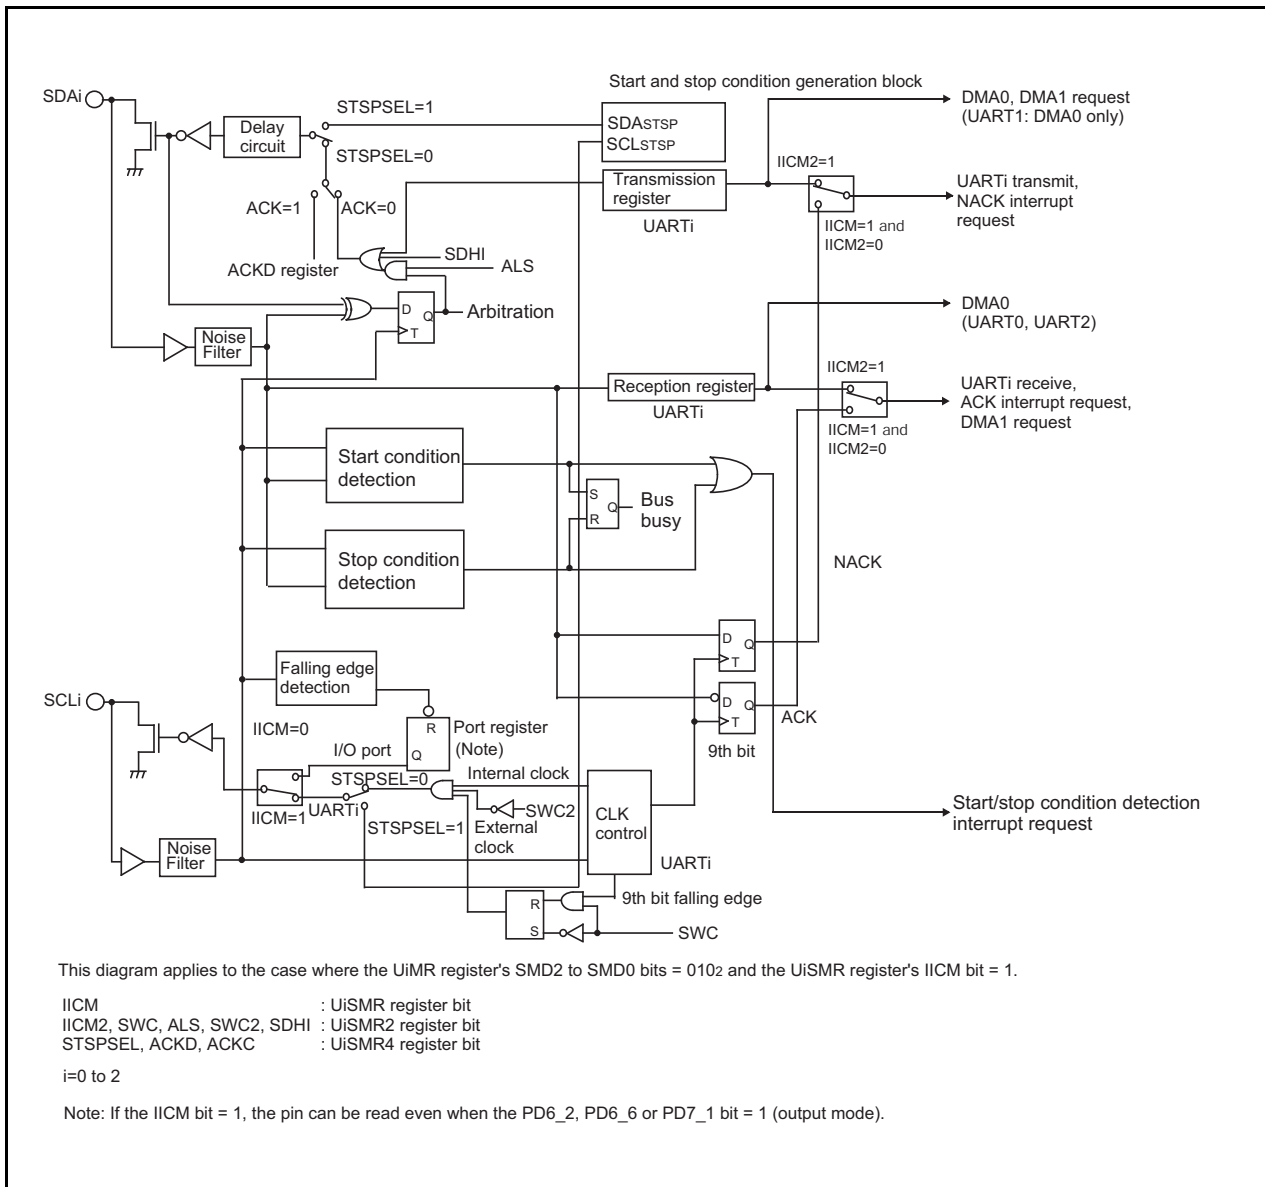 Start and stop condition generation block
SDAi
STSPSEL=1
DMA0, DMA1 request
(UART1: DMA0 only)
Delay
circuit
SDASTSP
SCLSTSP
STSPSEL=0
IICM2=1
Transmission
register
UARTi
UARTi transmit,
NACK interrupt
request
ACK=1
ACK=0
IICM=1 and
IICM2=0
SDHI
ALS
ACKD register
D
Q
T
Arbitration
DMA0
(UART0, UART2)
Noise
Filter
IICM2=1
Reception register
UARTi
UARTi receive,
ACK interrupt request,
DMA1 request
IICM=1 and
IICM2=0
Start condition
detection
S
Q
R
Bus
busy
Stop condition
detection
NACK
D
Q
T
Falling edge
detection
D
Q
T
ACK
9th bit
SCLi
IICM=0
R
Q
Port register
(Note)
I/O port
STSPSEL=0
Internal clock
IICM=1
UARTi
STSPSEL=1
SWC2
External
clock
CLK
control
UARTi
Start/stop condition detection
interrupt request
Noise
Filter
9th bit falling edge
R
S
SWC
This diagram applies to the case where the UiMR register's SMD2 to SMD0 bits = 0102 and the UiSMR register's IICM bit = 1.
IICM : UiSMR register bit
IICM2, SWC, ALS, SWC2, SDHI : UiSMR2 register bit
STSPSEL, ACKD, ACKC : UiSMR4 register bit
i=0 to 2
Note: If the IICM bit = 1, the pin can be read even when the PD6_2, PD6_6 or PD7_1 bit = 1 (output mode).